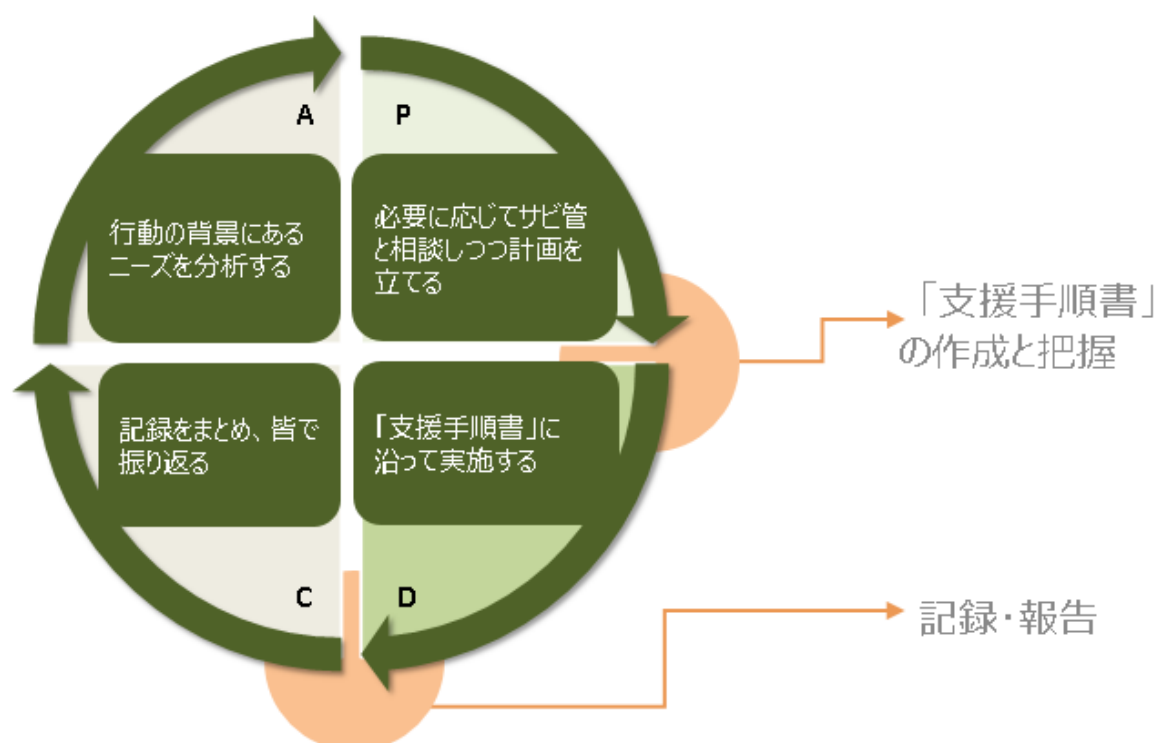 A
P
行動の背景にある
ニーズを分析する
必要に応じてサビ管
と相談しつつ計画を
立てる
「支援手順書」
の作成と把握
記録をまとめ、皆で
振り返る
「支援手順書」に
沿って実施する
C
D
記録・報告